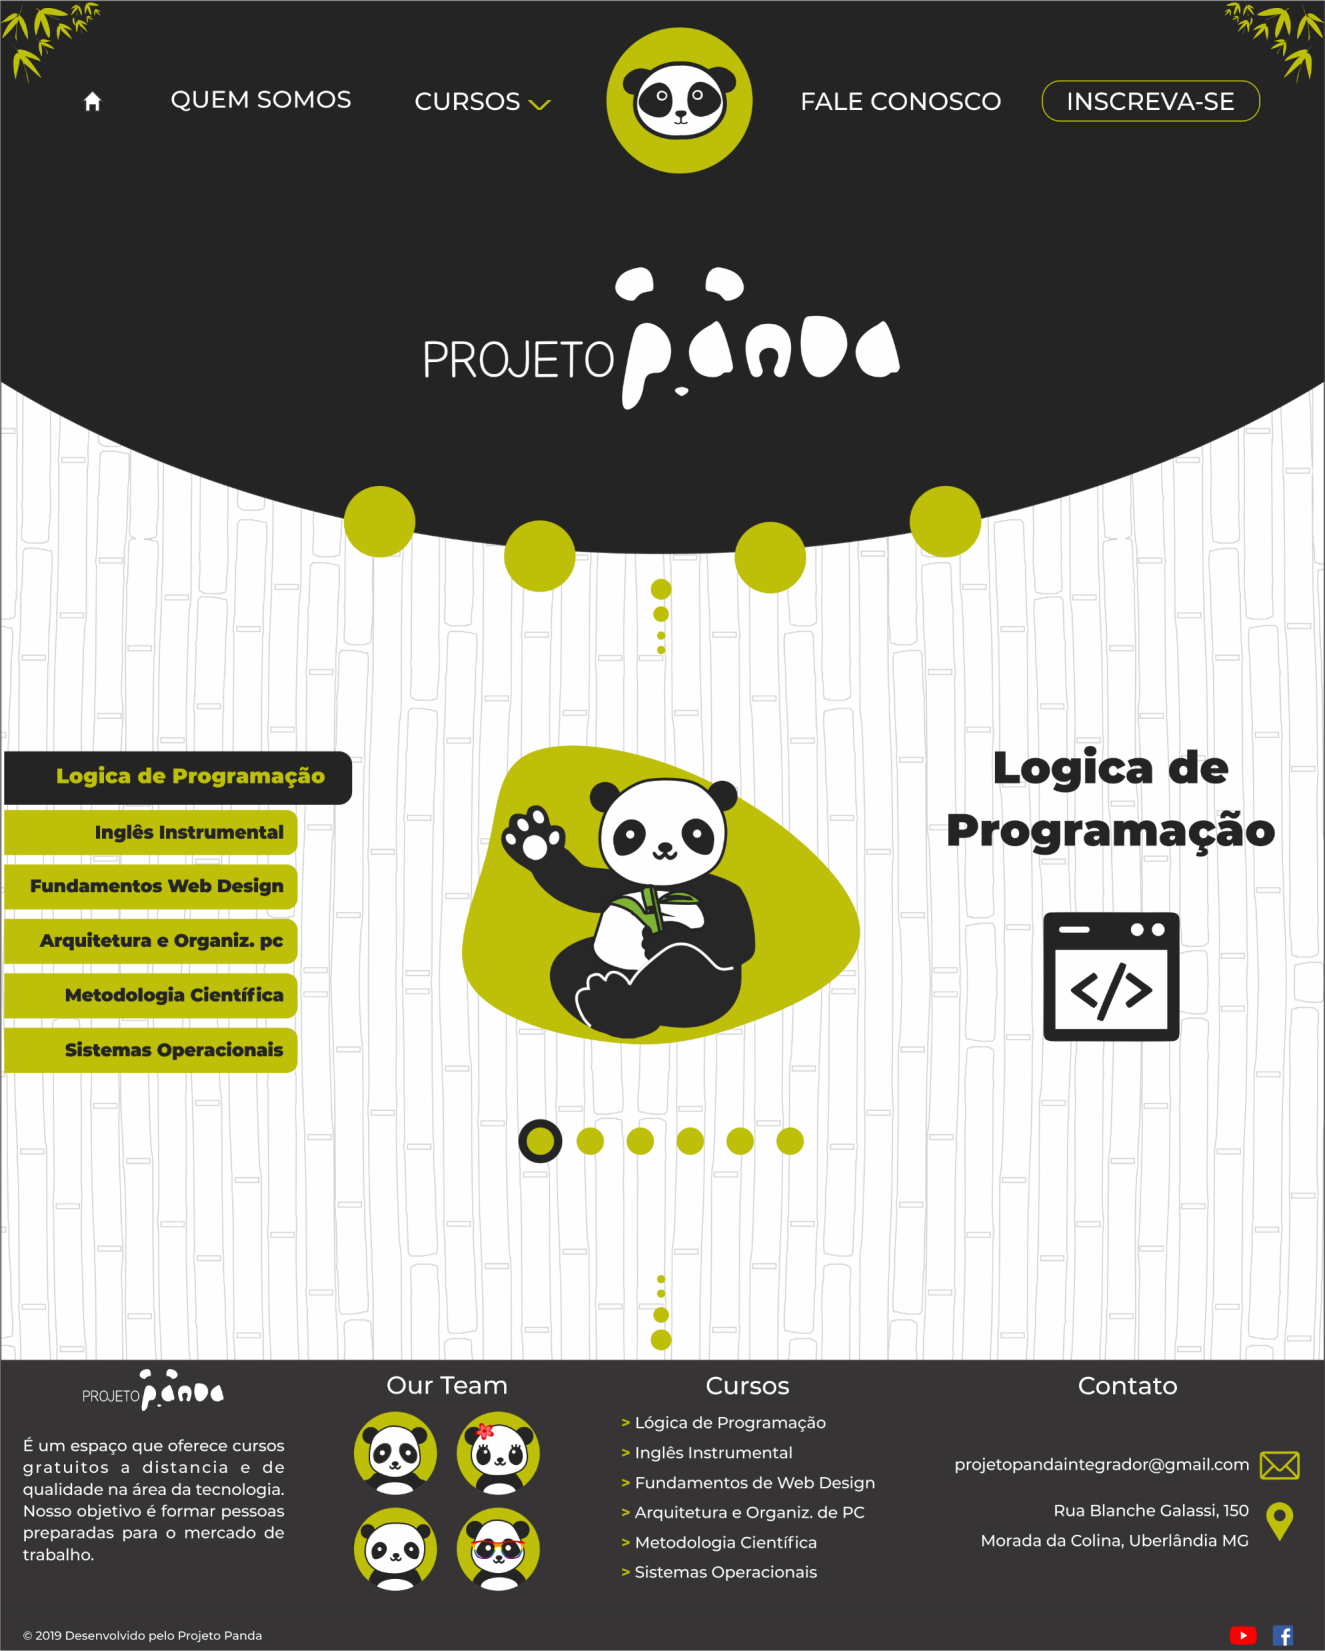 QUEM SOMOS
CURSOS
FALE CONOSCO
INSCREVA-SE
PROJETO panDa
Logica de Programação
Inglês Instrumental
Fundamentos Web Design
Arquitetura e Organiz. pc
Metodologia Científica
Sistemas Operacionais
Logica de
Programação
</>
PROJETO panDa
É um espaço que oferece cursos
gratuitos a distancia e de
qualidade na área da tecnologia.
Nosso objetivo é formar pessoas
preparadas para o mercado de
trabalho.
Our Team
Cursos
> Lógica de Programação
> Inglês Instrumental
> Fundamentos de Web Design
> Arquitetura e Organiz. de PC
> Metodologia Científica
> Sistemas Operacionais
Contato
projetopandaintegrador@gmail.com
Rua Blanche Galassi, 150
Morada da Colina, Uberlândia MG
© 2019 Desenvolvido pelo Projeto Panda